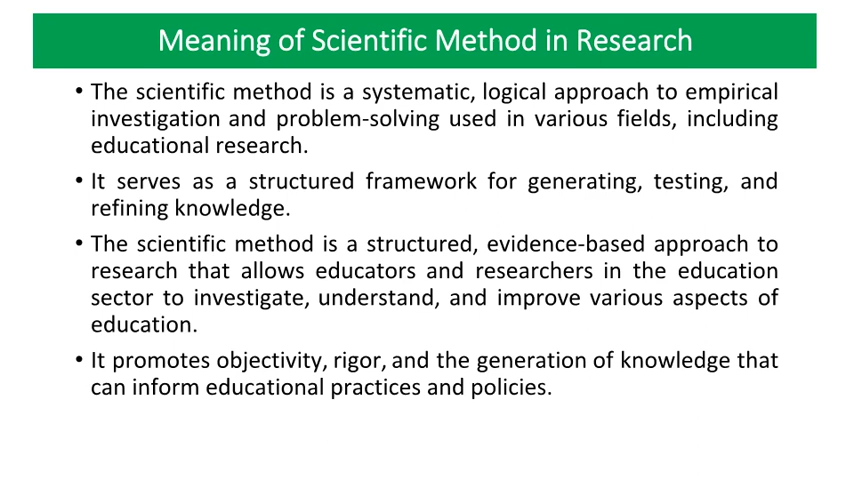 Meaning of Scientific Method in Research
• The scientific method is a systematic, logical approach to empirical
investigation and problem-solving used in various fields, including
educational research.
• It serves as a structured framework for generating, testing, and
refining knowledge.
• The scientific method is a structured, evidence-based approach to
research that allows educators and researchers in the education
sector to investigate, understand, and improve various aspects of
education.
• It promotes objectivity, rigor, and the generation of knowledge that
can inform educational practices and policies.